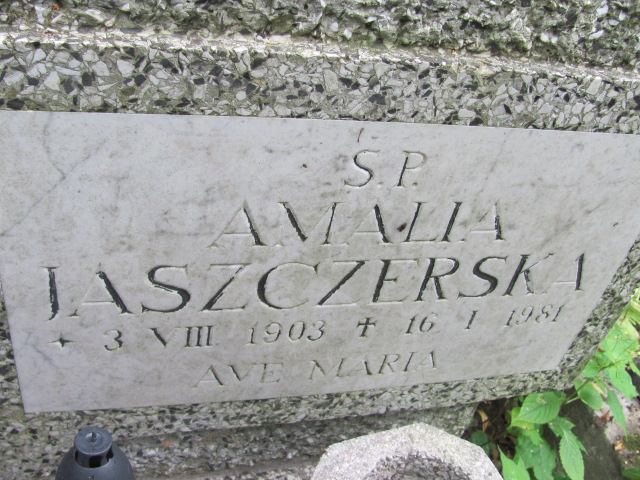 S.P.
AMALIA
JASZCZERSKA
* 3 VIII 1903 ✝ 16 I 1981
AVE MARIA